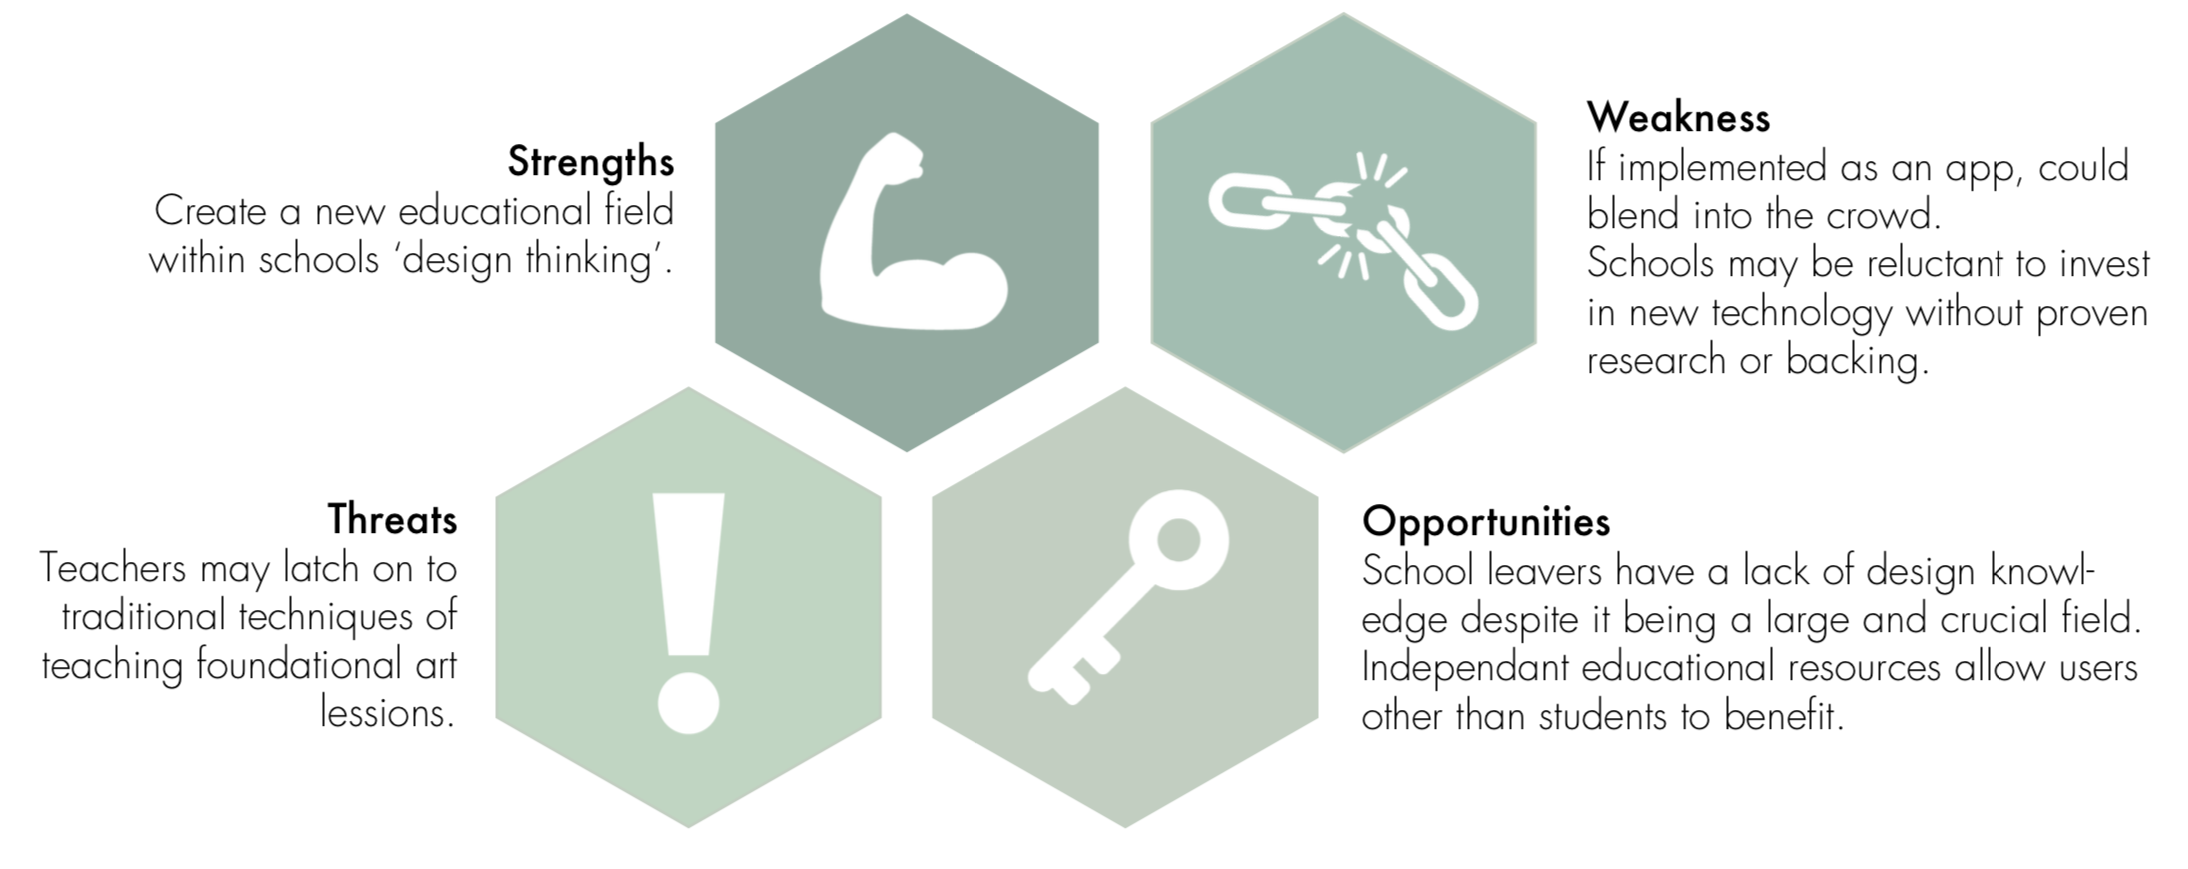 Strengths
Create a new educational field
within schools ‘design thinking’.
Weakness
If implemented as an app, could
blend into the crowd.
Schools may be reluctant to invest
in new technology without proven
research or backing.
Threats
Teachers may latch on to
traditional techniques of
teaching foundational art
lessions.
Opportunities
School leavers have a lack of design knowl-
edge despite it being a large and crucial field.
Independant educational resources allow users
other than students to benefit.